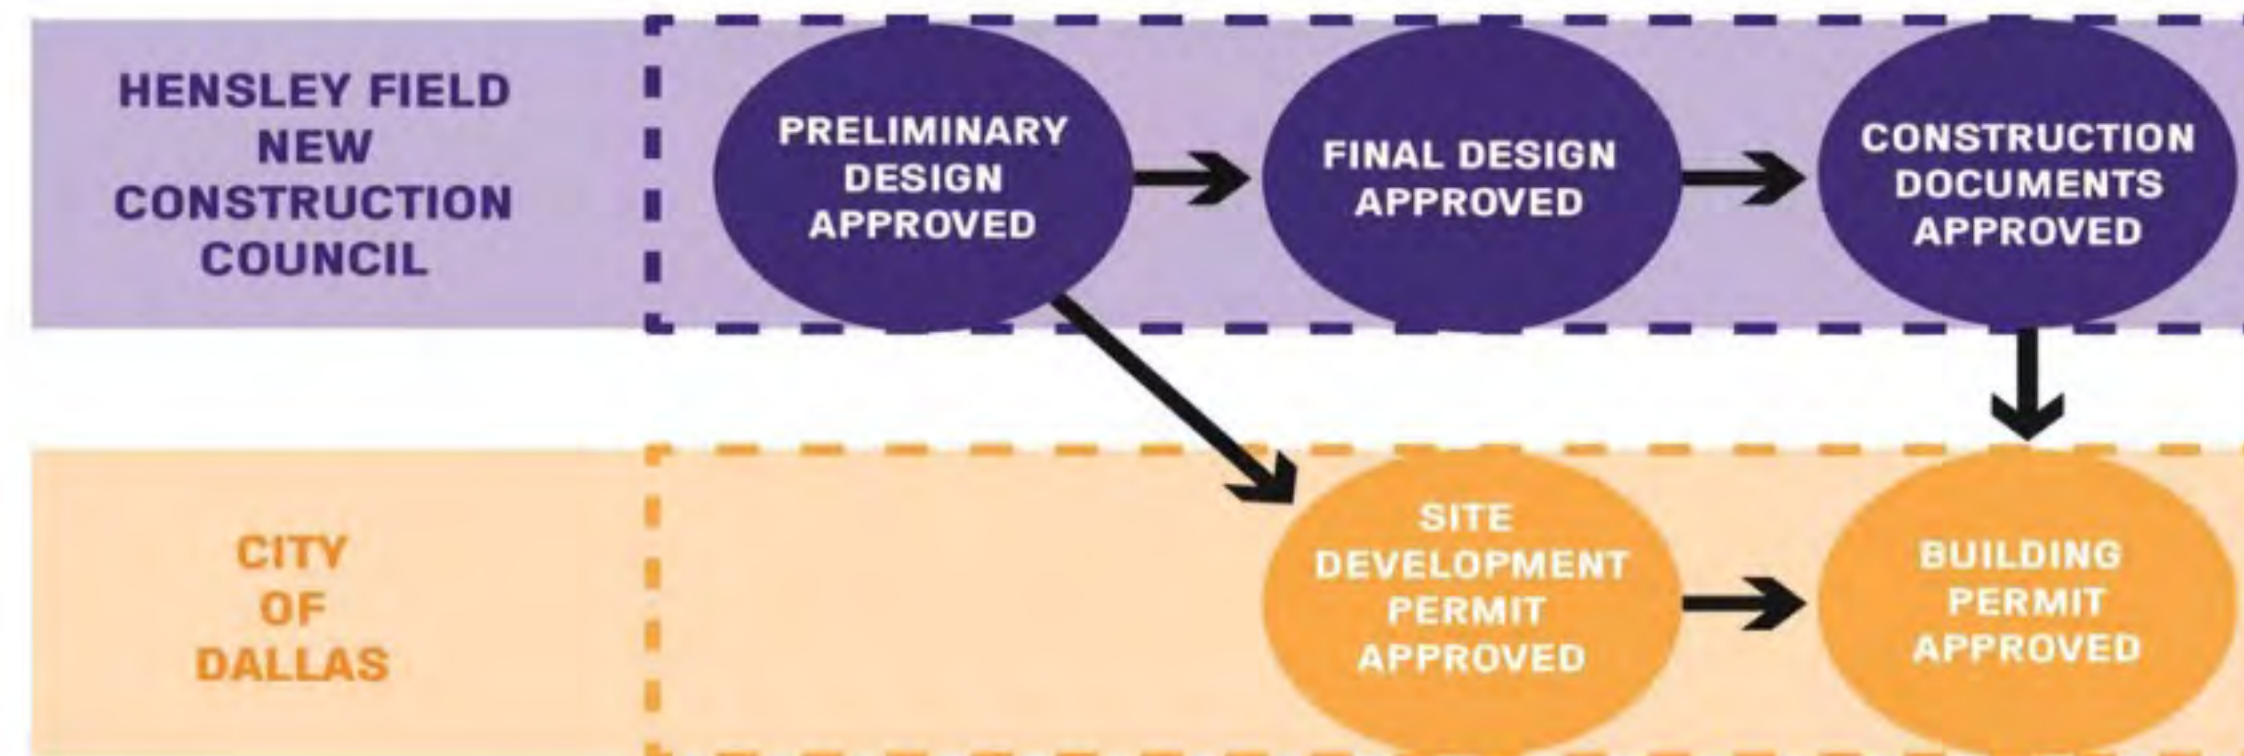 HENSLEY FIELD
NEW
CONSTRUCTION
COUNCIL
PRELIMINARY
DESIGN
APPROVED
FINAL DESIGN
APPROVED
CONSTRUCTION
DOCUMENTS
APPROVED
CITY
OF
DALLAS
SITE
DEVELOPMENT
PERMIT
APPROVED
BUILDING
PERMIT
APPROVED